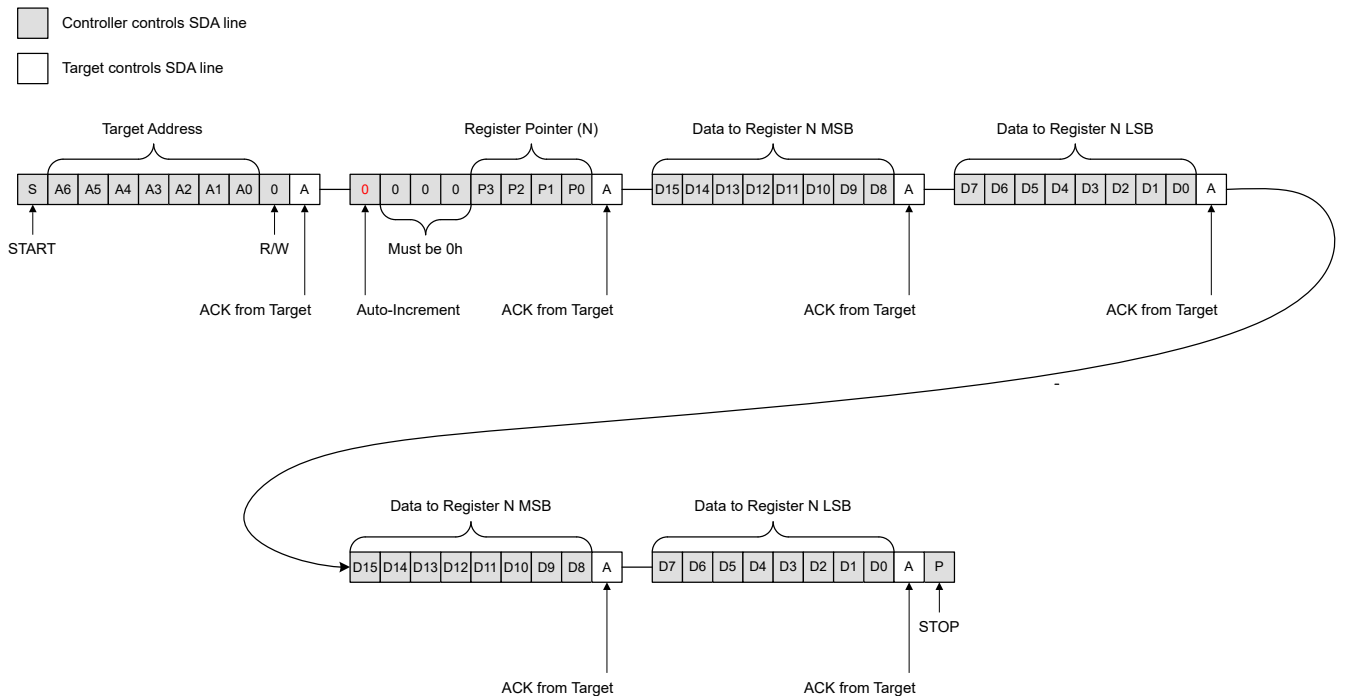 Controller controls SDA line
Target controls SDA line
Target Address
Register Pointer (N)
Data to Register N MSB
Data to Register N LSB
S A6 A5 A4 A3 A2 A1 A0 0 A 0 0 0 0 P3 P2 P1 P0 A D15 D14 D13 D12 D11 D10 D9 D8 A D7 D6 D5 D4 D3 D2 D1 D0 A
START
R/W
Must be 0h
ACK from Target
Auto-Increment
ACK from Target
ACK from Target
ACK from Target
-
Data to Register N MSB
Data to Register N LSB
D15 D14 D13 D12 D11 D10 D9 D8 A D7 D6 D5 D4 D3 D2 D1 D0 A P
STOP
ACK from Target
ACK from Target